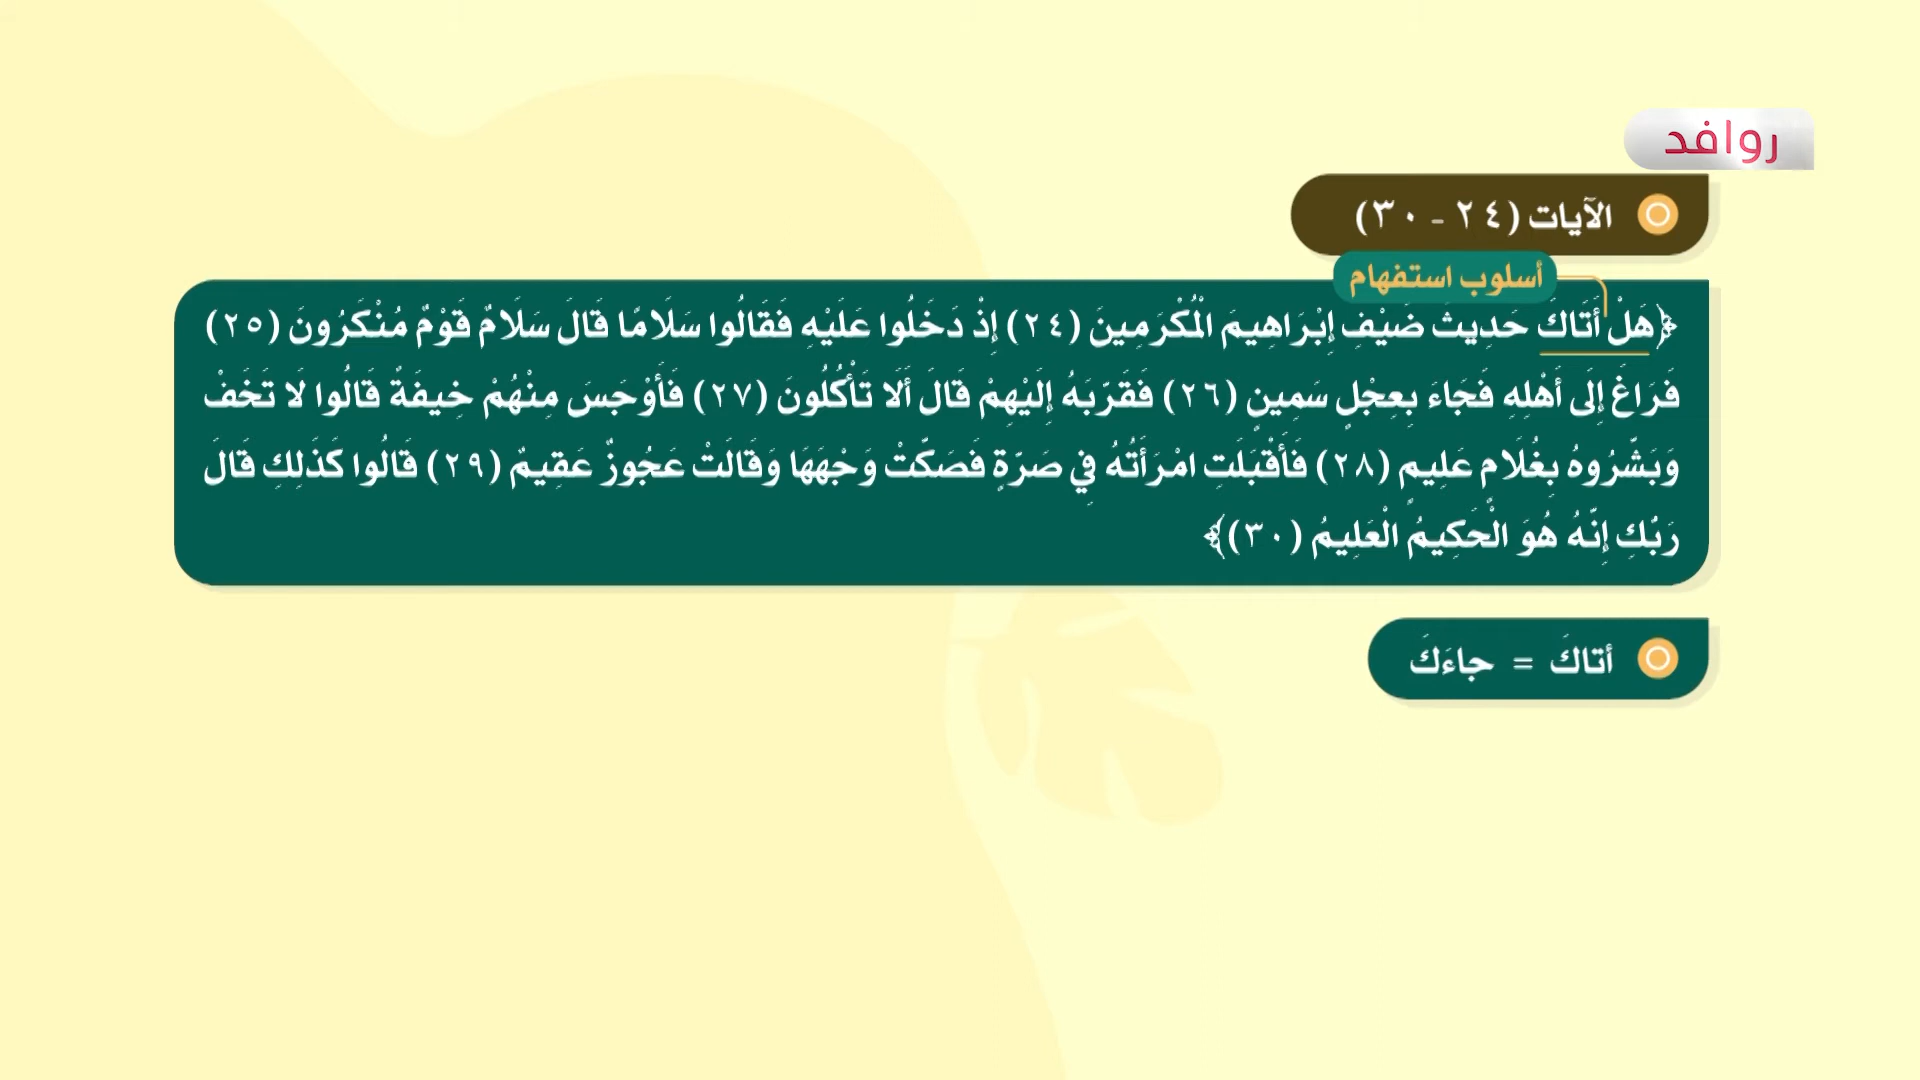 روافد
الآيات (٢٤ - ٣٠)
أسلوب استفهام
﴿هَلْ أَتَاكَ حَدِيثُ ضَيْفِ إِبْرَاهِيمَ الْمُكْرَمِينَ (٢٤) إِذْ دَخَلُوا عَلَيْهِ فَقَالُوا سَلَامًا قَالَ سَلَامٌ قَوْمٌ مُنْكَرُونَ (٢٥)
فَرَاغَ إِلَى أَهْلِهِ فَجَاءَ بِعِجْلٍ سَمِينٍ (٢٦) فَقَرَّبَهُ إِلَيْهِمْ قَالَ أَلَا تَأْكُلُونَ (٢٧) فَأَوْجَسَ مِنْهُمْ خِيفَةً قَالُوا لَا تَخَفْ
وَبَشَّرُوهُ بِغُلَامٍ عَلِيمٍ (٢٨) فَأَقْبَلَتِ امْرَأَتُهُ فِي صَرَّةٍ فَصَكَّتْ وَجْهَهَا وَقَالَتْ عَجُوزٌ عَقِيمٌ (٢٩) قَالُوا كَذَلِكِ قَالَ
رَبُّكِ إِنَّهُ هُوَ الْحَكِيمُ الْعَلِيمُ (٣٠)﴾
أتاكَ = جاءَكَ